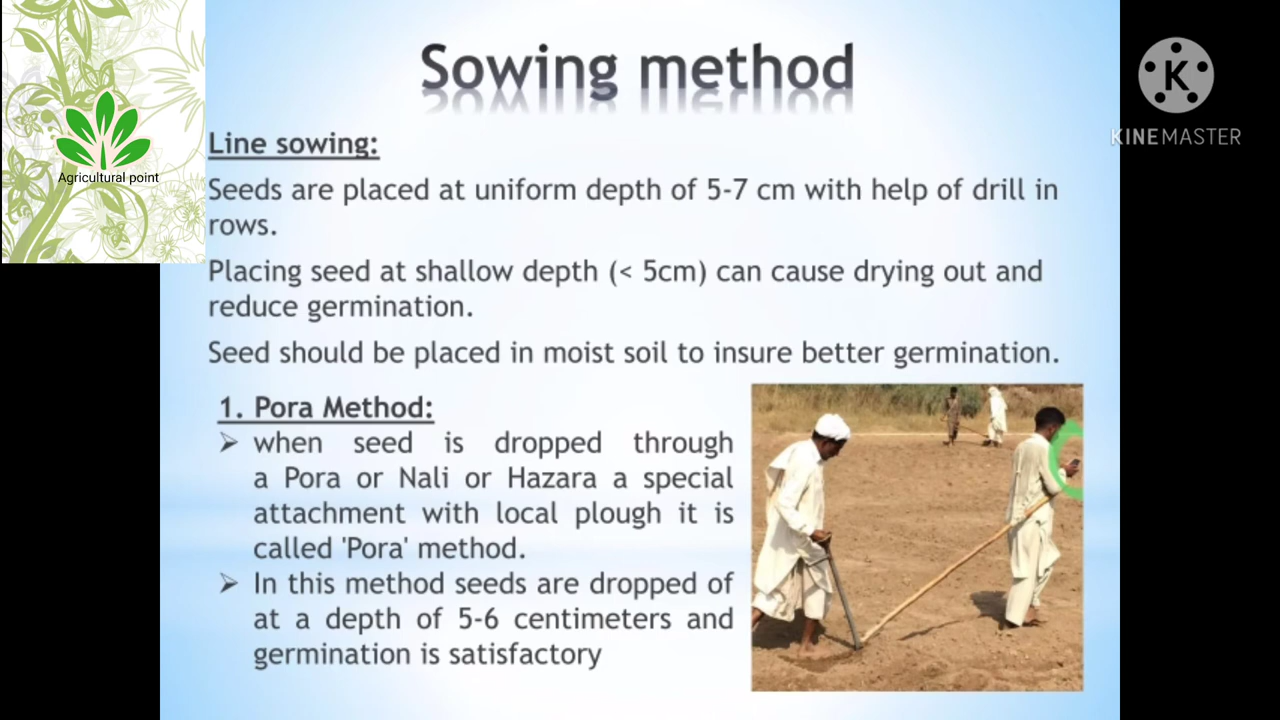 Sowing method
KINEMASTER
Agricultural point
Line sowing:
Seeds are placed at uniform depth of 5-7 cm with help of drill in
rows.
Placing seed at shallow depth (< 5cm) can cause drying out and
reduce germination.
Seed should be placed in moist soil to insure better germination.
1. Pora Method:
➢ when seed is dropped through
a Pora or Nali or Hazara a special
attachment with local plough it is
called 'Pora' method.
➢ In this method seeds are dropped of
at a depth of 5-6 centimeters and
germination is satisfactory